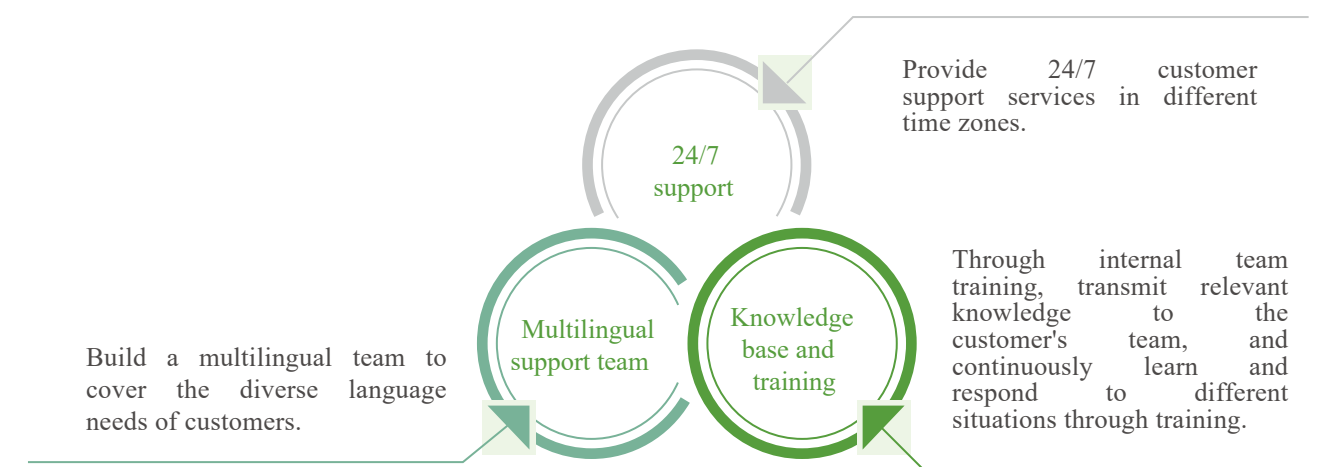 Provide 24/7 customer
support services in different
time zones.
24/7
support
Through internal team
training, transmit relevant
knowledge to the
customer's team, and
continuously learn and
respond to different
situations through training.
Knowledge
base and
training
Multilingual
support team
Build a multilingual team to
cover the diverse language
needs of customers.